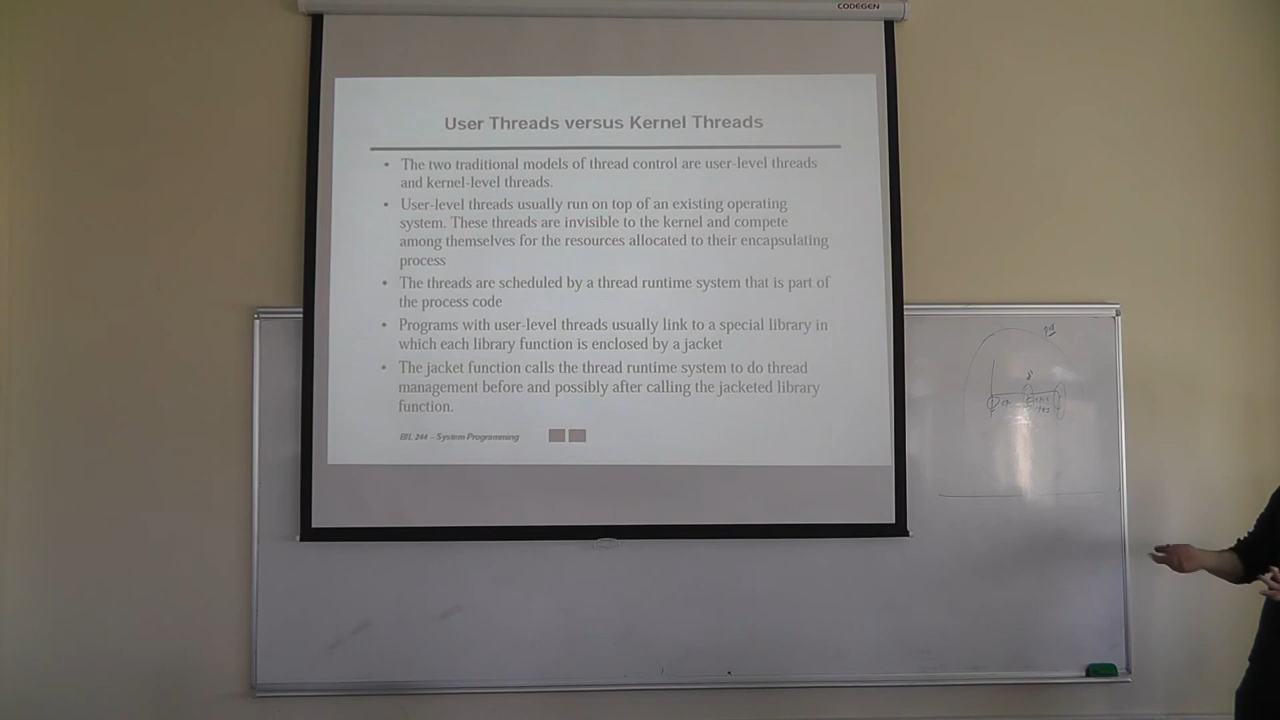 CODEGEN
User Threads versus Kernel Threads
• The two traditional models of thread control are user-level threads
and kernel-level threads.
• User-level threads usually run on top of an existing operating
system. These threads are invisible to the kernel and compete
among themselves for the resources allocated to their encapsulating
process
• The threads are scheduled by a thread runtime system that is part of
the process code
• Programs with user-level threads usually link to a special library in
which each library function is enclosed by a jacket
• The jacket function calls the thread runtime system to do thread
management before and possibly after calling the jacketed library
function.
BIL 244 – System Programming